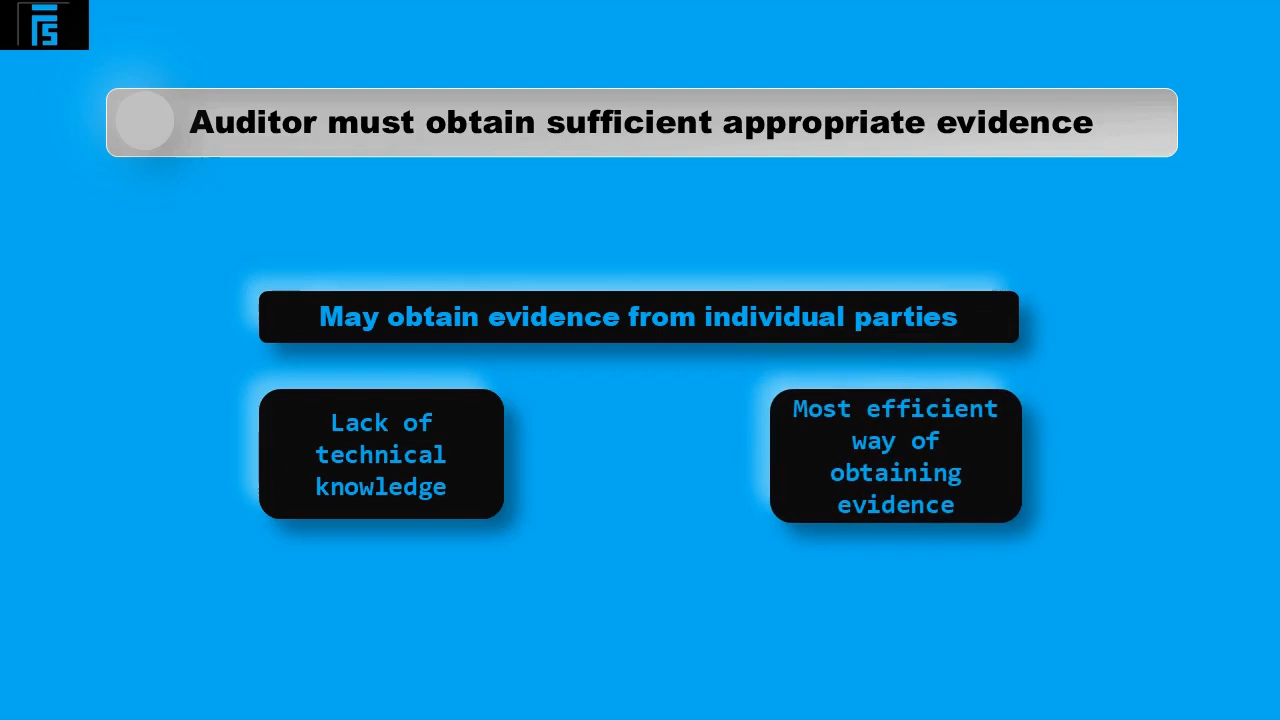 Auditor must obtain sufficient appropriate evidence
May obtain evidence from individual parties
Lack of
technical
knowledge
Most efficient
way of
obtaining
evidence